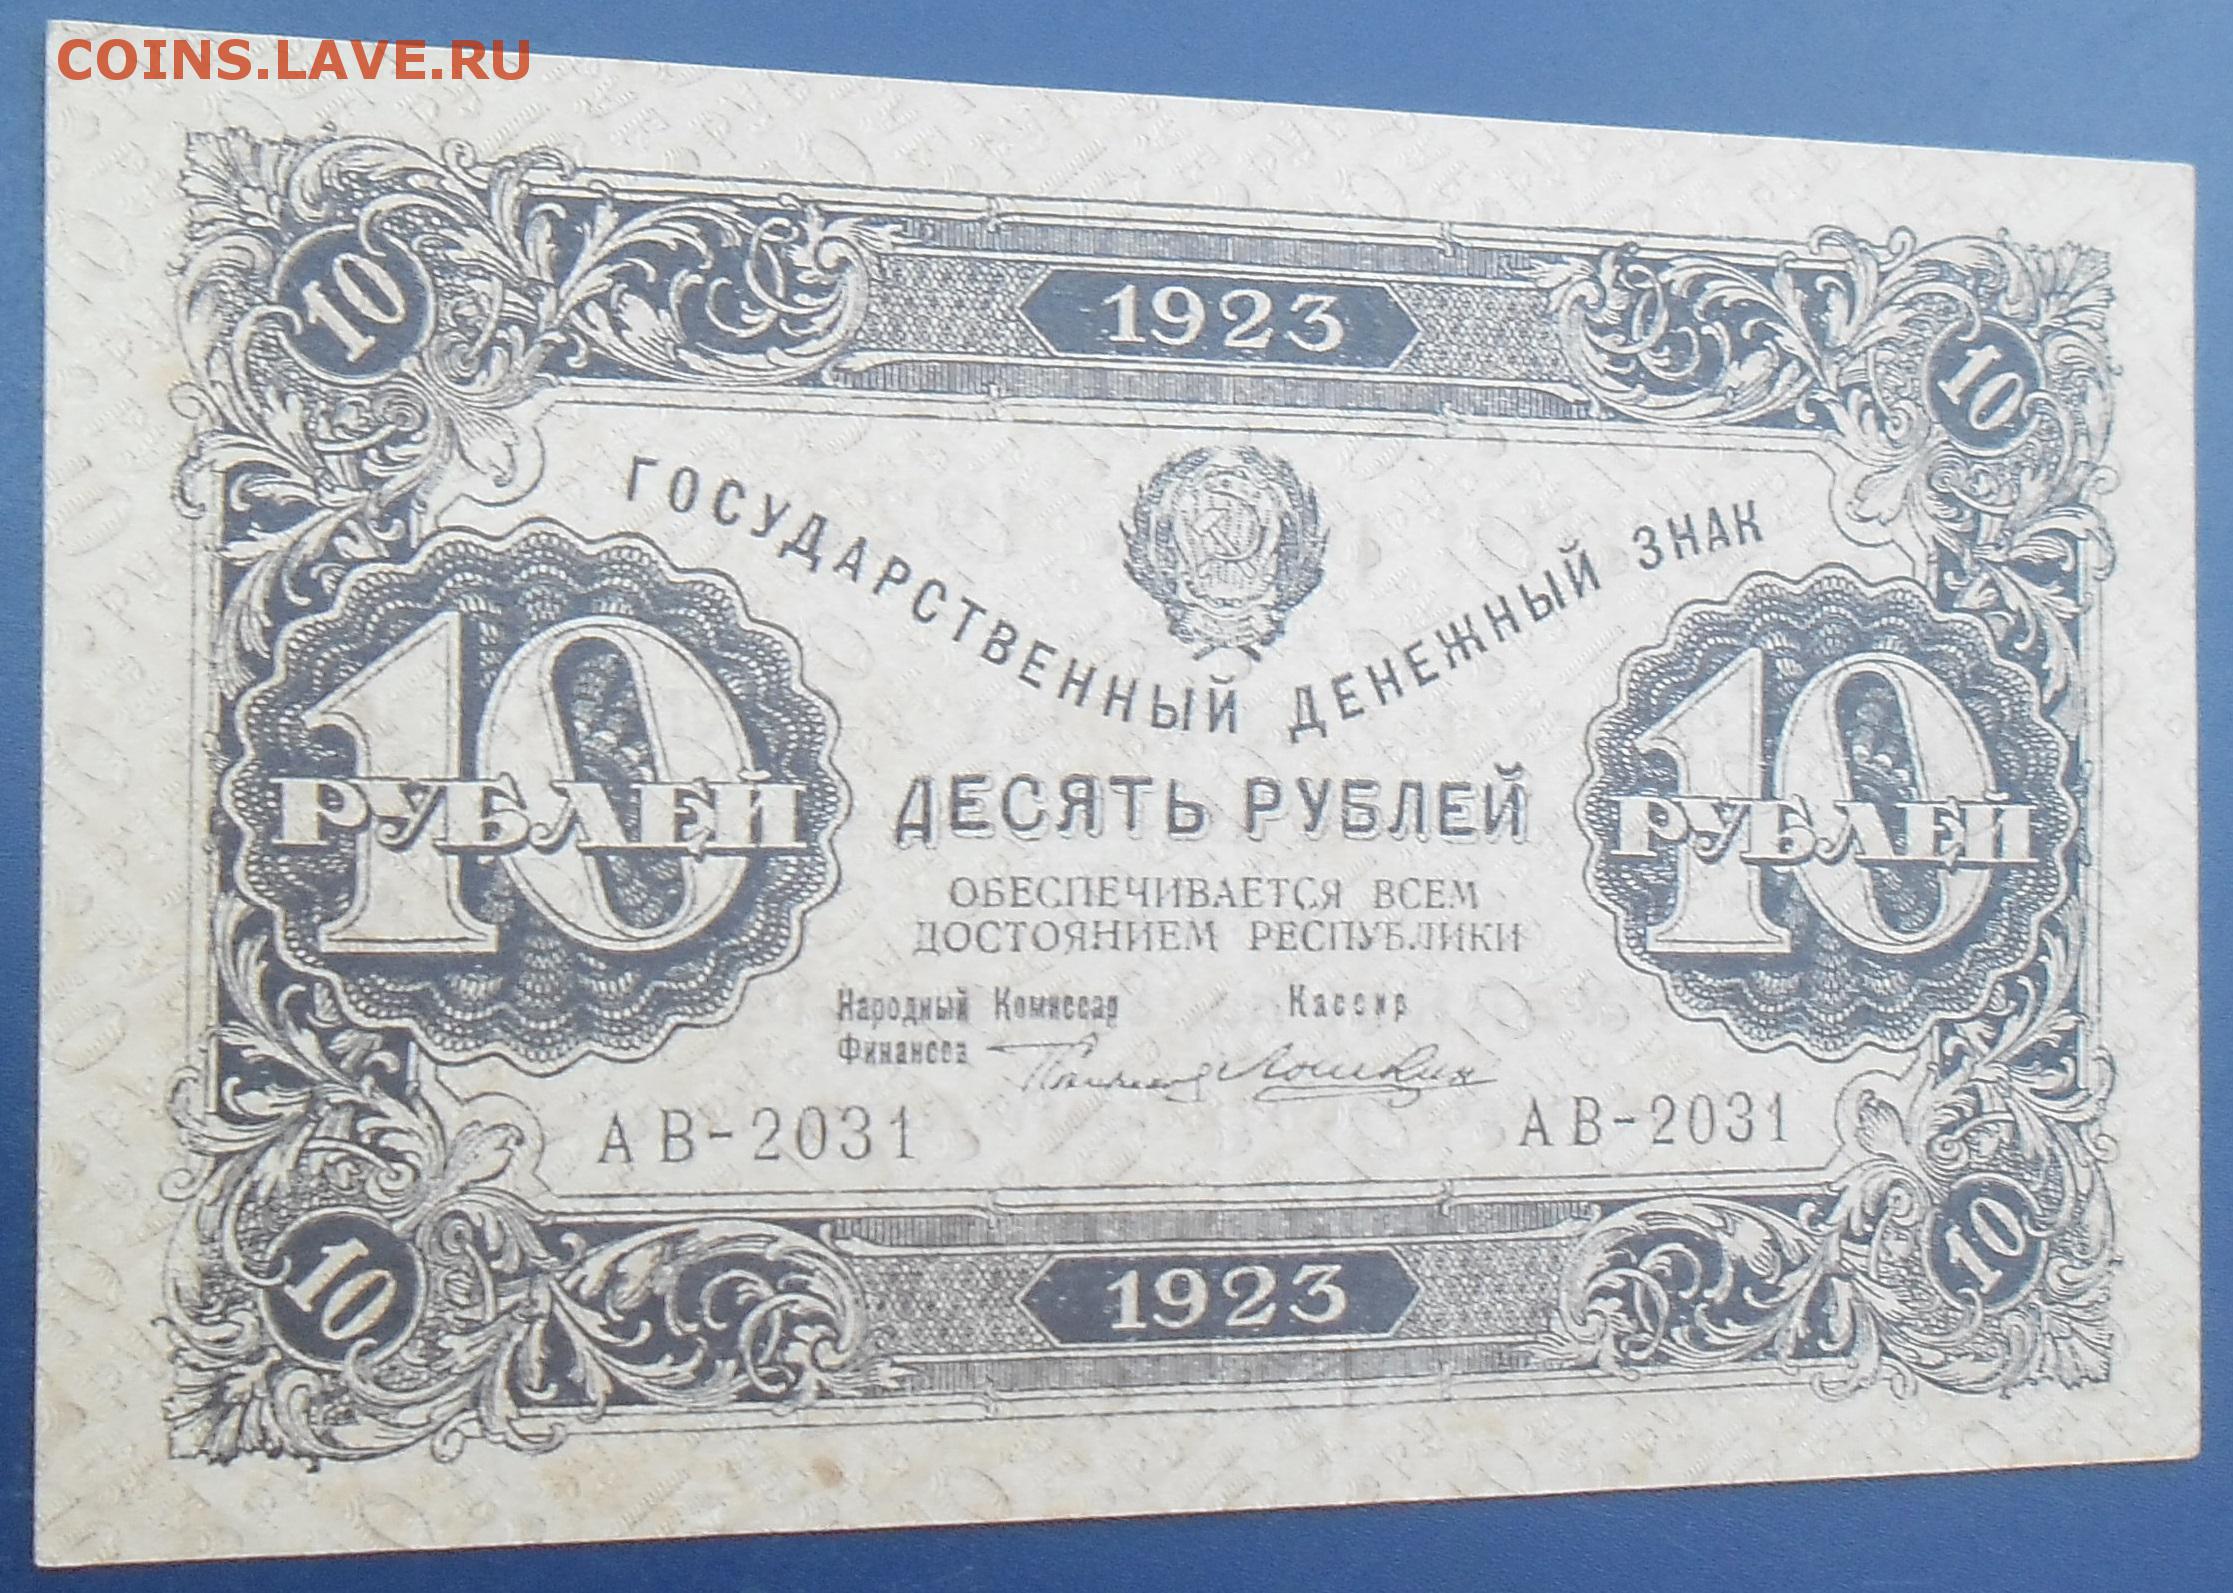 COINS.LAVE.RU
1923
10
10
ГОСУДАРСТВЕННЫЙ ДЕНЕЖНЫЙ ЗНАК
10
РУБЛЕЙ
10
РУБЛЕЙ
ДЕСЯТЬ РУБЛЕЙ
ОБЕСПЕЧИВАЕТСЯ ВСЕМ
ДОСТОЯНИЕМ РЕСПУБЛИКИ
Народный Комиссар
Финансов
Кассир
АВ-2031
АВ-2031
10
10
1923